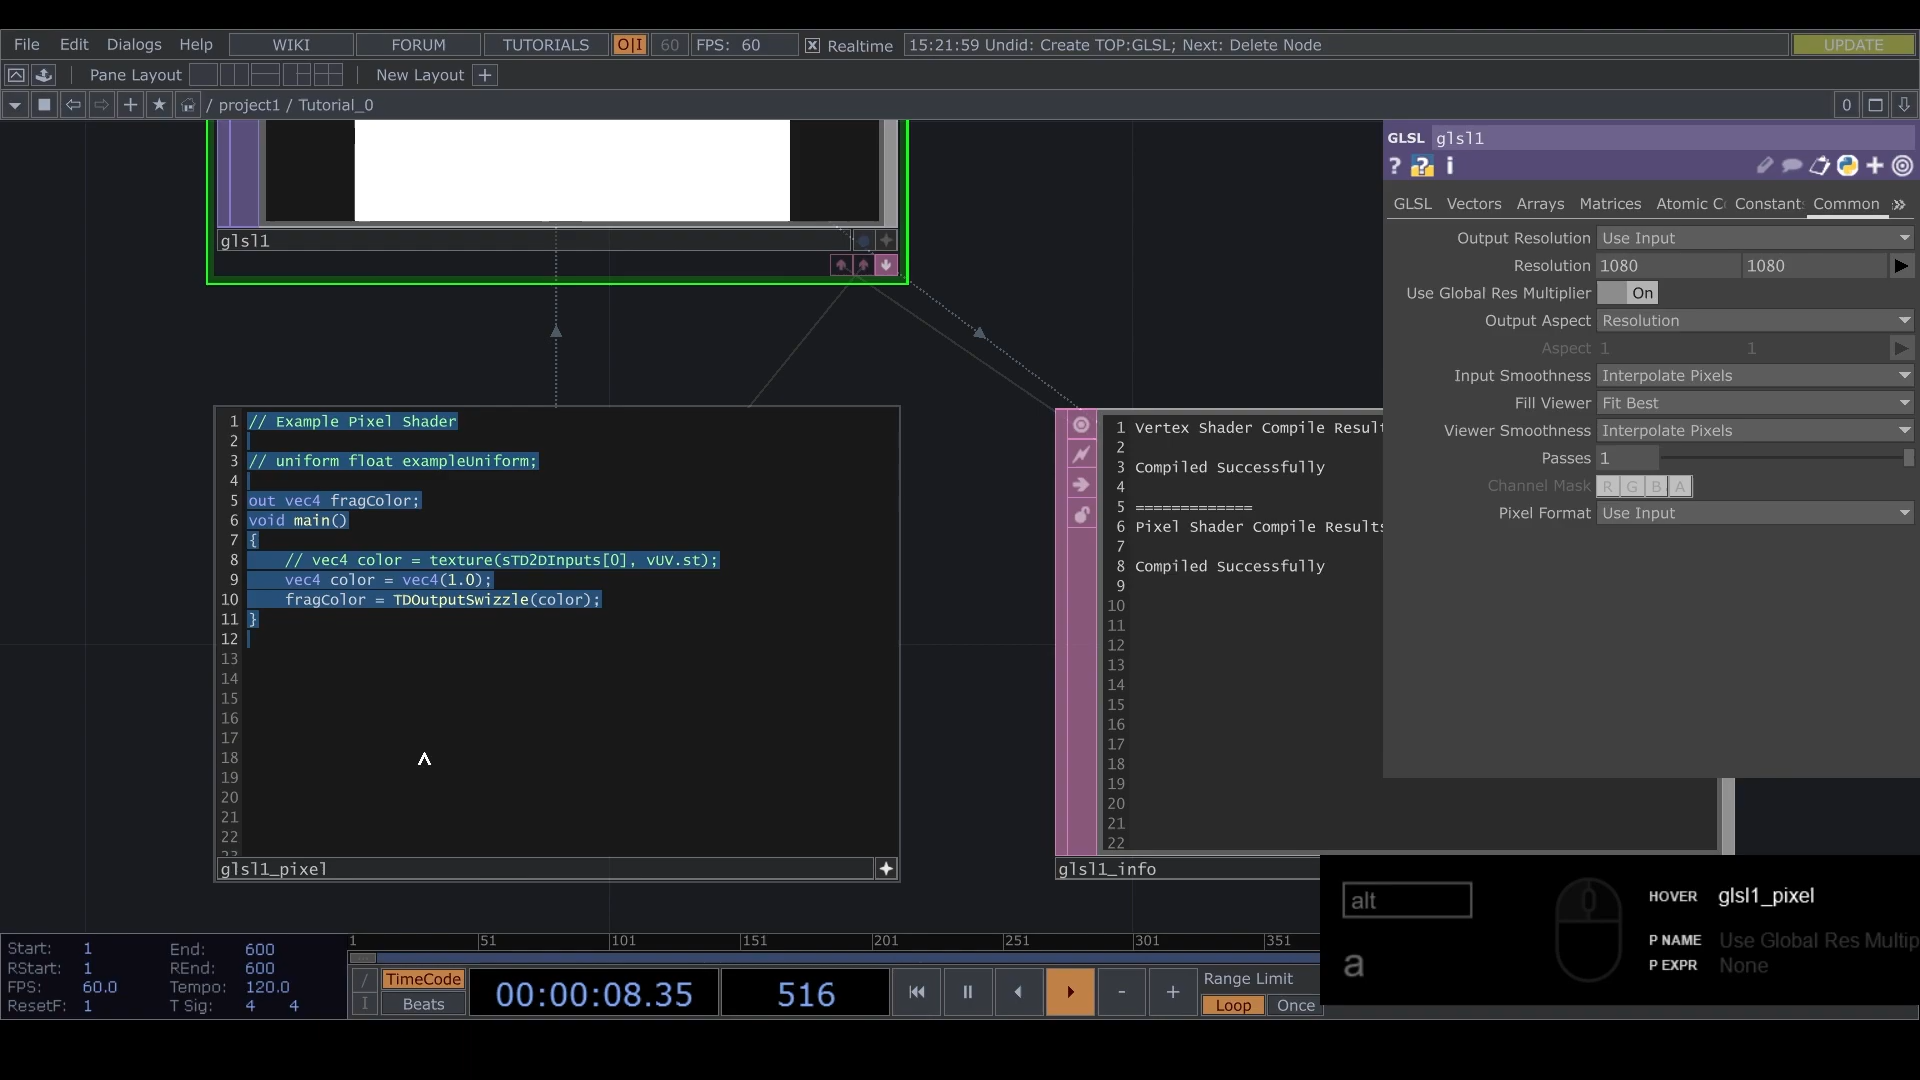 File Edit Dialogs Help WIKI FORUM TUTORIALS O|I 60 FPS: 60 Realtime 15:21:59 Undid: Create TOP:GLSL; Next: Delete Node UPDATE
Pane Layout New Layout +
/ project1 / Tutorial_0 0
GLSL glsl1
? ? i
GLSL Vectors Arrays Matrices Atomic C Constant Common »
Output Resolution Use Input
Resolution 1080 1080
Use Global Res Multiplier On
Output Aspect Resolution
Aspect 1 1
Input Smoothness Interpolate Pixels
Fill Viewer Fit Best
Viewer Smoothness Interpolate Pixels
Passes 1
Channel Mask R G B A
Pixel Format Use Input
glsl1
1 // Example Pixel Shader
2
3 // uniform float exampleUniform;
4
5 out vec4 fragColor;
6 void main()
7 {
8 // vec4 color = texture(sTD2DInputs[0], vUV.st);
9 vec4 color = vec4(1.0);
10 fragColor = TDOutputSwizzle(color);
11 }
12
13
14
15
16
17
18
19
20
21
22
23
glsl1_pixel
1 Vertex Shader Compile Result
2
3 Compiled Successfully
4
5 =============
6 Pixel Shader Compile Results
7
8 Compiled Successfully
9
10
11
12
13
14
15
16
17
18
19
20
21
22
glsl1_info
alt
a
HOVER glsl1_pixel
P NAME Use Global Res Multip
P EXPR None
Start: 1 End: 600
RStart: 1 REnd: 600
FPS: 60.0 Tempo: 120.0
ResetF: 1 T Sig: 4 4
1 51 101 151 201 251 301 351
/ TimeCode
I Beats
00:00:08.35 516
- +
Range Limit
Loop Once